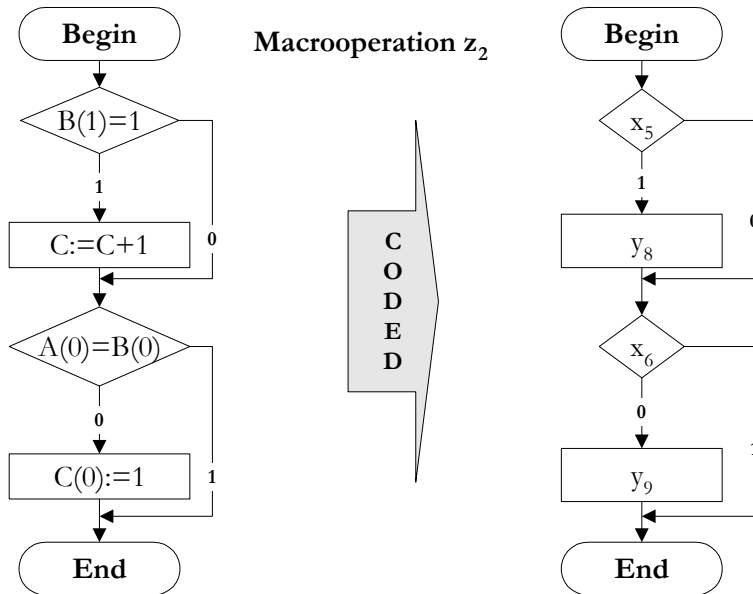 Macrooperation z₂
Begin
B(1)=1
1
0
C:=C+1
A(0)=B(0)
0
1
C(0):=1
End
C
O
D
E
D
Begin
x₅
1
y₈
x₆
0
y₉
End